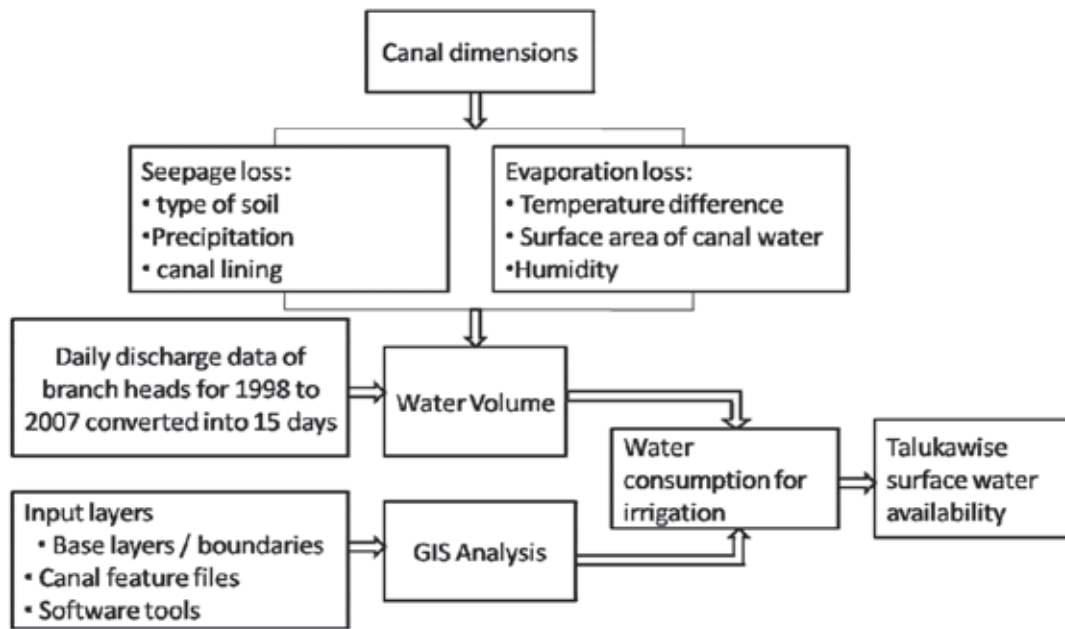 Canal dimensions
Seepage loss:
• type of soil
•Precipitation
• canal lining
Evaporation loss:
• Temperature difference
• Surface area of canal water
•Humidity
Daily discharge data of
branch heads for 1998 to
2007 converted into 15 days
Water Volume
Water
consumption for
irrigation
Talukawise
surface water
availability
Input layers
• Base layers / boundaries
• Canal feature files
• Software tools
GIS Analysis